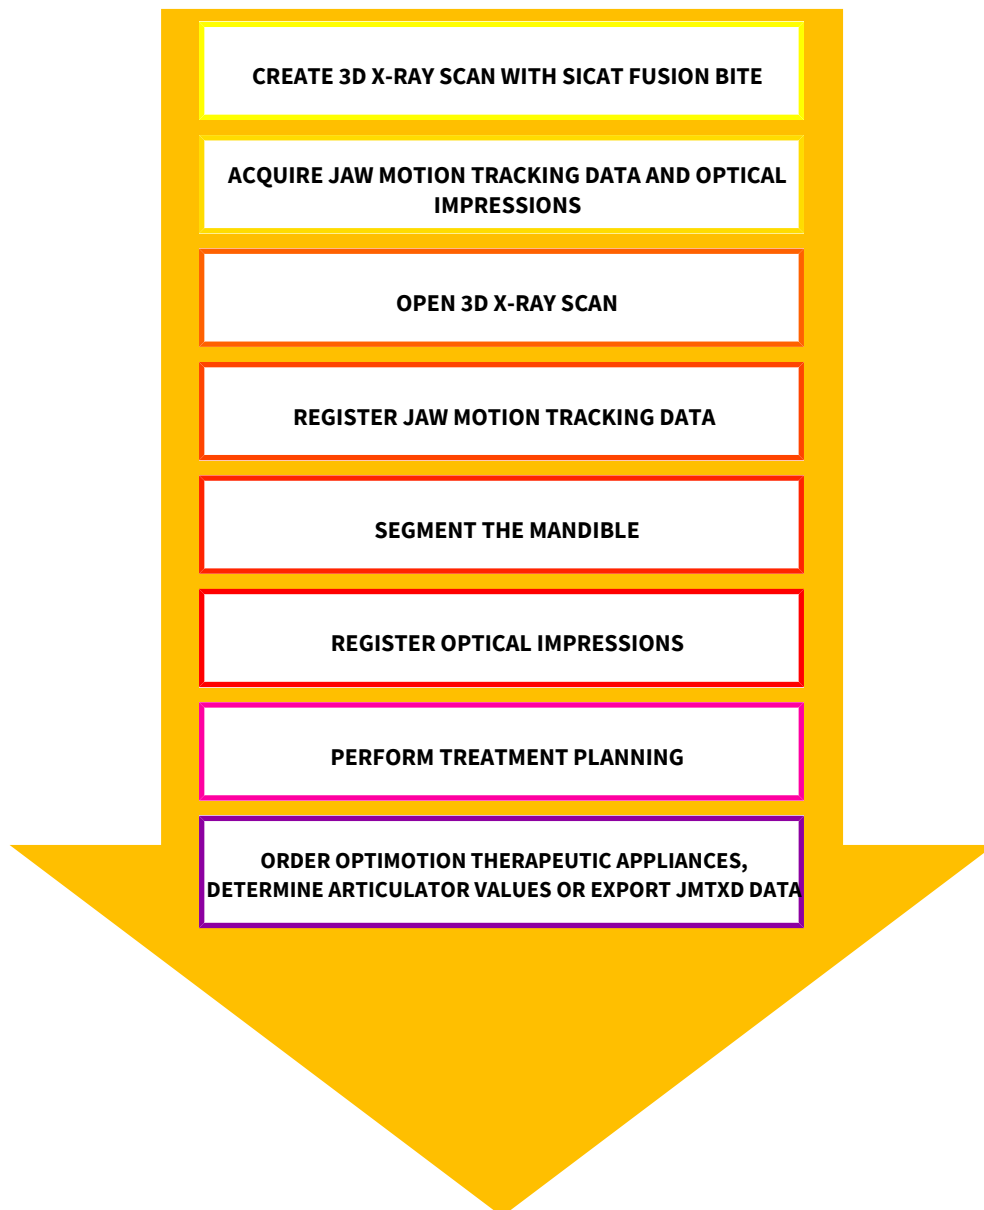 CREATE 3D X-RAY SCAN WITH SICAT FUSION BITE
ACQUIRE JAW MOTION TRACKING DATA AND OPTICAL
IMPRESSIONS
OPEN 3D X-RAY SCAN
REGISTER JAW MOTION TRACKING DATA
SEGMENT THE MANDIBLE
REGISTER OPTICAL IMPRESSIONS
PERFORM TREATMENT PLANNING
ORDER OPTIMOTION THERAPEUTIC APPLIANCES,
DETERMINE ARTICULATOR VALUES OR EXPORT JMTXD DATA